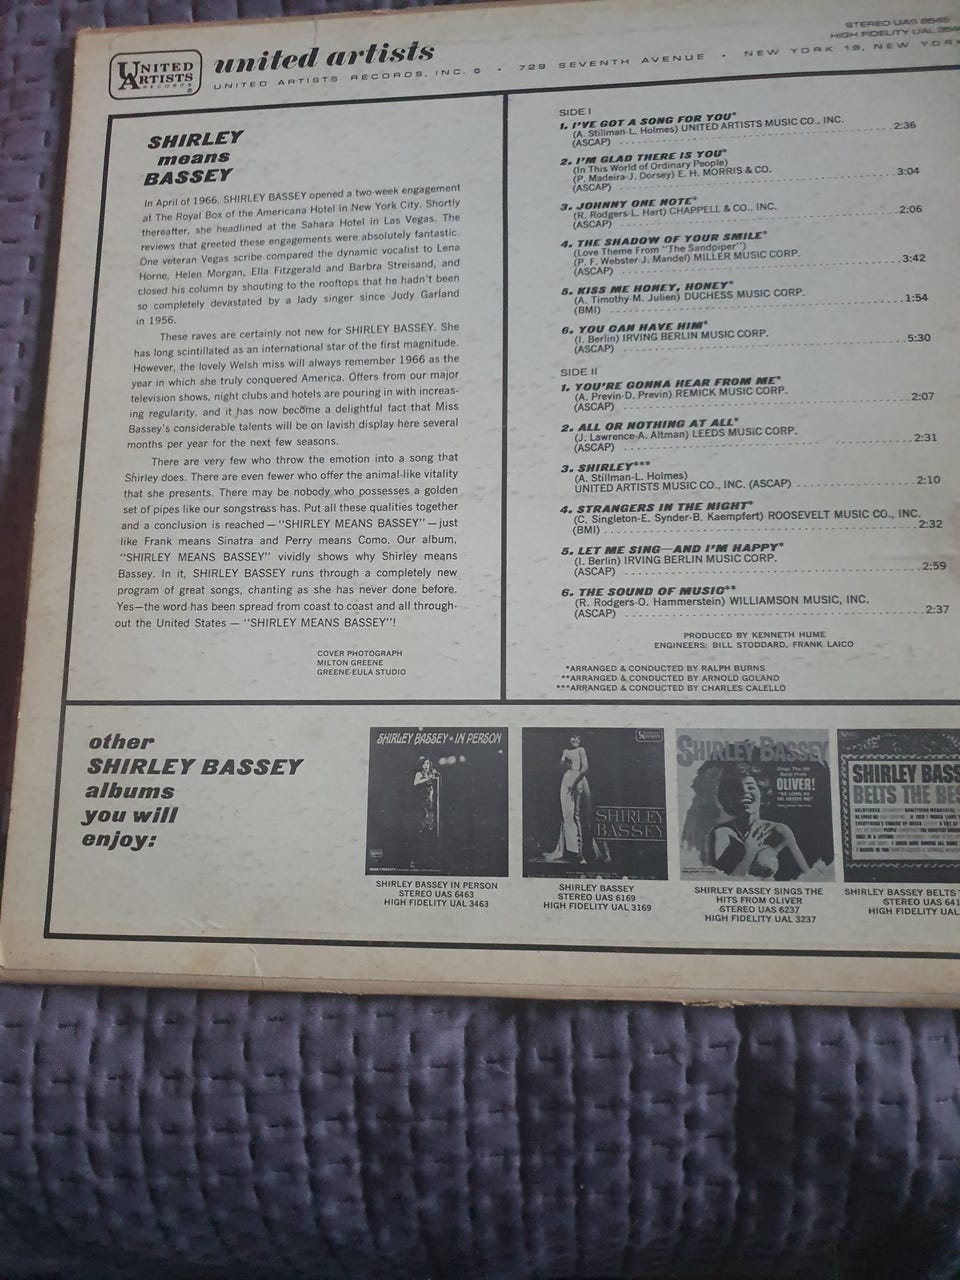 UNITED
ARTISTS
RECORDS
®
united artists
UNITED ARTISTS RECORDS, INC. ® • 729 SEVENTH AVENUE • NEW YORK 19, NEW YORK
STEREO UAS 6545
HIGH FIDELITY UAL
SHIRLEY
means
BASSEY
In April of 1966, SHIRLEY BASSEY opened a two-week engagement
at The Royal Box of the Americana Hotel in New York City. Shortly
thereafter, she headlined at the Sahara Hotel in Las Vegas. The
reviews that greeted these engagements were absolutely fantastic.
One veteran Vegas scribe compared the dynamic vocalist to Lena
Horne, Helen Morgan, Ella Fitzgerald and Barbra Streisand, and
closed his column by shouting to the rooftops that he hadn't been
so completely devastated by a lady singer since Judy Garland
in 1956.
These raves are certainly not new for SHIRLEY BASSEY. She
has long scintillated as an international star of the first magnitude.
However, the lovely Welsh miss will always remember 1966 as the
year in which she truly conquered America. Offers from our major
television shows, night clubs and hotels are pouring in with increas-
ing regularity, and it has now become a delightful fact that Miss
Bassey's considerable talents will be on lavish display here several
months per year for the next few seasons.
There are very few who throw the emotion into a song that
Shirley does. There are even fewer who offer the animal-like vitality
that she presents. There may be nobody who possesses a golden
set of pipes like our songstress has. Put all these qualities together
and a conclusion is reached — "SHIRLEY MEANS BASSEY" — just
like Frank means Sinatra and Perry means Como. Our album,
"SHIRLEY MEANS BASSEY" vividly shows why Shirley means
Bassey. In it, SHIRLEY BASSEY runs through a completely new
program of great songs, chanting as she has never done before.
Yes—the word has been spread from coast to coast and all through-
out the United States — "SHIRLEY MEANS BASSEY"!
COVER PHOTOGRAPH
MILTON GREENE
GREENE-EULA STUDIO
SIDE I
1. I'VE GOT A SONG FOR YOU*
(A. Stillman-L. Holmes) UNITED ARTISTS MUSIC CO., INC.
(ASCAP) 2:36
2. I'M GLAD THERE IS YOU*
(In This World of Ordinary People)
(P. Madeira-J. Dorsey) E. H. MORRIS & CO.
(ASCAP) 3:04
3. JOHNNY ONE NOTE*
(R. Rodgers-L. Hart) CHAPPELL & CO., INC.
(ASCAP) 2:06
4. THE SHADOW OF YOUR SMILE*
(Love Theme From "The Sandpiper")
(P. F. Webster-J. Mandel) MILLER MUSIC CORP.
(ASCAP) 3:42
5. KISS ME HONEY, HONEY*
(A. Timothy-M. Julien) DUCHESS MUSIC CORP.
(BMI) 1:54
6. YOU CAN HAVE HIM*
(I. Berlin) IRVING BERLIN MUSIC CORP.
(ASCAP) 5:30
SIDE II
1. YOU'RE GONNA HEAR FROM ME*
(A. Previn-D. Previn) REMICK MUSIC CORP.
(ASCAP) 2:07
2. ALL OR NOTHING AT ALL*
(J. Lawrence-A. Altman) LEEDS MUSIC CORP.
(ASCAP) 2:31
3. SHIRLEY***
(A. Stillman-L. Holmes)
UNITED ARTISTS MUSIC CO., INC. (ASCAP) 2:10
4. STRANGERS IN THE NIGHT*
(C. Singleton-E. Synder-B. Kaempfert) ROOSEVELT MUSIC CO., INC.
(BMI) 2:32
5. LET ME SING—AND I'M HAPPY*
(I. Berlin) IRVING BERLIN MUSIC CORP.
(ASCAP) 2:59
6. THE SOUND OF MUSIC**
(R. Rodgers-O. Hammerstein) WILLIAMSON MUSIC, INC.
(ASCAP) 2:37
PRODUCED BY KENNETH HUME
ENGINEERS: BILL STODDARD, FRANK LAICO
*ARRANGED & CONDUCTED BY RALPH BURNS
**ARRANGED & CONDUCTED BY ARNOLD GOLAND
***ARRANGED & CONDUCTED BY CHARLES CALELLO
other
SHIRLEY BASSEY
albums
you will
enjoy:
SHIRLEY BASSEY • IN PERSON
SHIRLEY BASSEY IN PERSON
STEREO UAS 6463
HIGH FIDELITY UAL 3463
SHIRLEY
BASSEY
SHIRLEY BASSEY
STEREO UAS 6169
HIGH FIDELITY UAL 3169
SHIRLEY BASSEY
Sings The Hit
Song From
OLIVER!
"AS LONG AS
HE NEEDS ME"
SHIRLEY BASSEY SINGS THE
HITS FROM OLIVER
STEREO UAS 6237
HIGH FIDELITY UAL 3237
SHIRLEY BASS
BELTS THE BES
SHIRLEY BASSEY BELTS
STEREO UAS 641
HIGH FIDELITY UAL